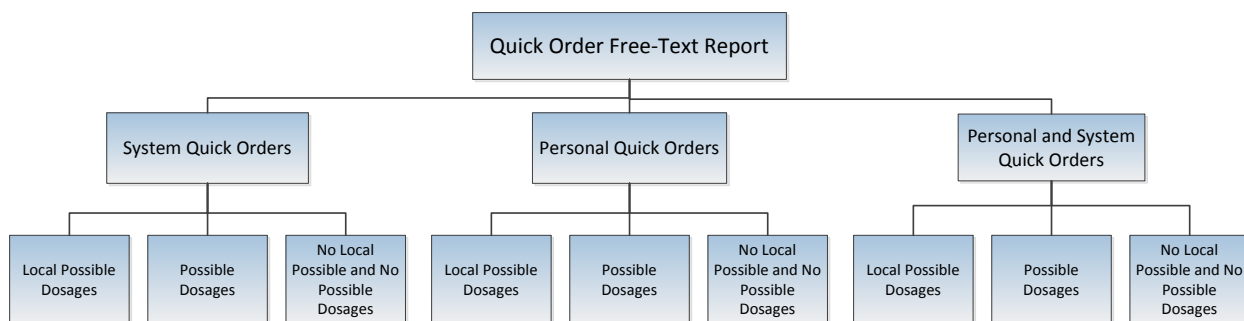 Quick Order Free-Text Report
System Quick Orders
Personal Quick Orders
Personal and System
Quick Orders
Local Possible
Dosages
Possible
Dosages
No Local
Possible and No
Possible
Dosages
Local Possible
Dosages
Possible
Dosages
No Local
Possible and No
Possible
Dosages
Local Possible
Dosages
Possible
Dosages
No Local
Possible and No
Possible
Dosages